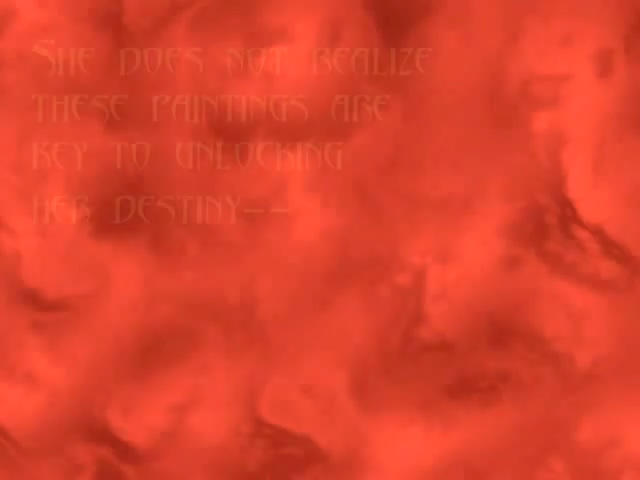 She does not realize
these paintings are
key to unlocking
her destiny--